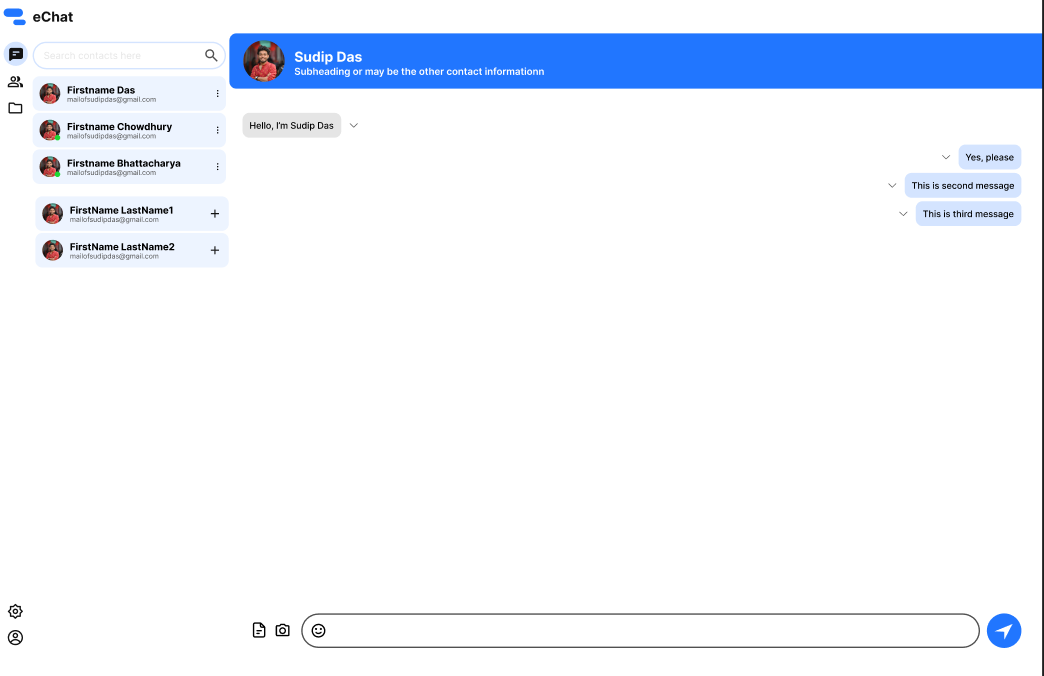 eChat
Search contacts here
Firstname Das
mailofsudipdas@gmail.com
Firstname Chowdhury
mailofsudipdas@gmail.com
Firstname Bhattacharya
mailofsudipdas@gmail.com
FirstName LastName1
mailofsudipdas@gmail.com
FirstName LastName2
mailofsudipdas@gmail.com
Sudip Das
Subheading or may be the other contact informationn
Hello, I'm Sudip Das
Yes, please
This is second message
This is third message